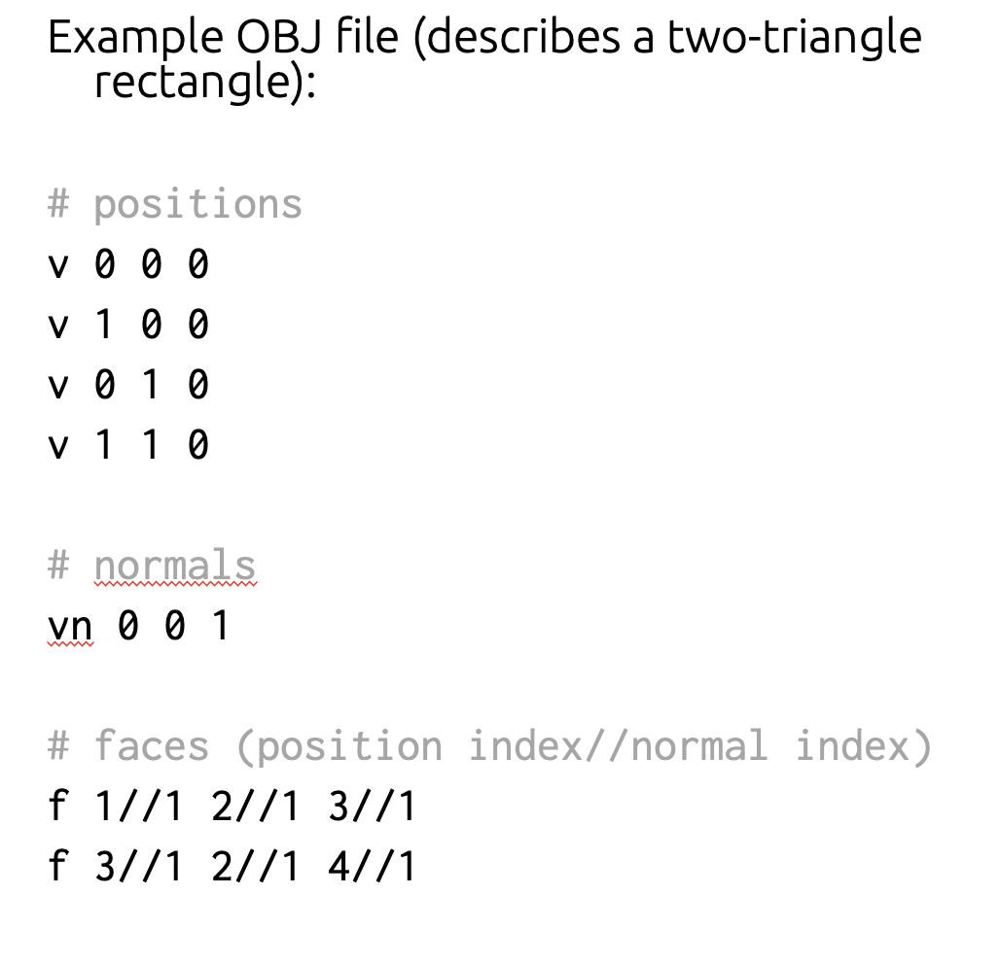 Example OBJ file (describes a two-triangle
rectangle):
# positions
v 0 0 0
v 1 0 0
v 0 1 0
v 1 1 0
# normals
vn 0 0 1
# faces (position index//normal index)
f 1//1 2//1 3//1
f 3//1 2//1 4//1